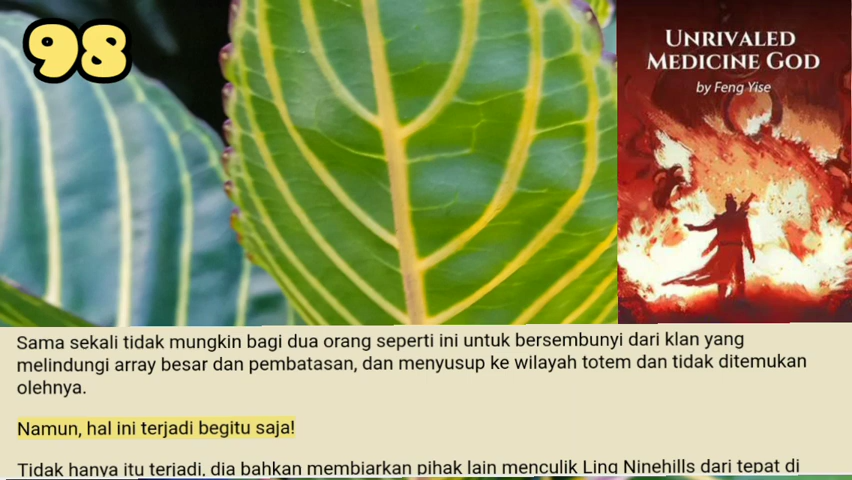 98
UNRIVALED
MEDICINE GOD
by Feng Yise
Sama sekali tidak mungkin bagi dua orang seperti ini untuk bersembunyi dari klan yang
melindungi array besar dan pembatasan, dan menyusup ke wilayah totem dan tidak ditemukan
olehnya.
Namun, hal ini terjadi begitu saja!
Tidak hanya itu terjadi, dia bahkan membiarkan pihak lain menculik Ling Ninehills dari tepat di